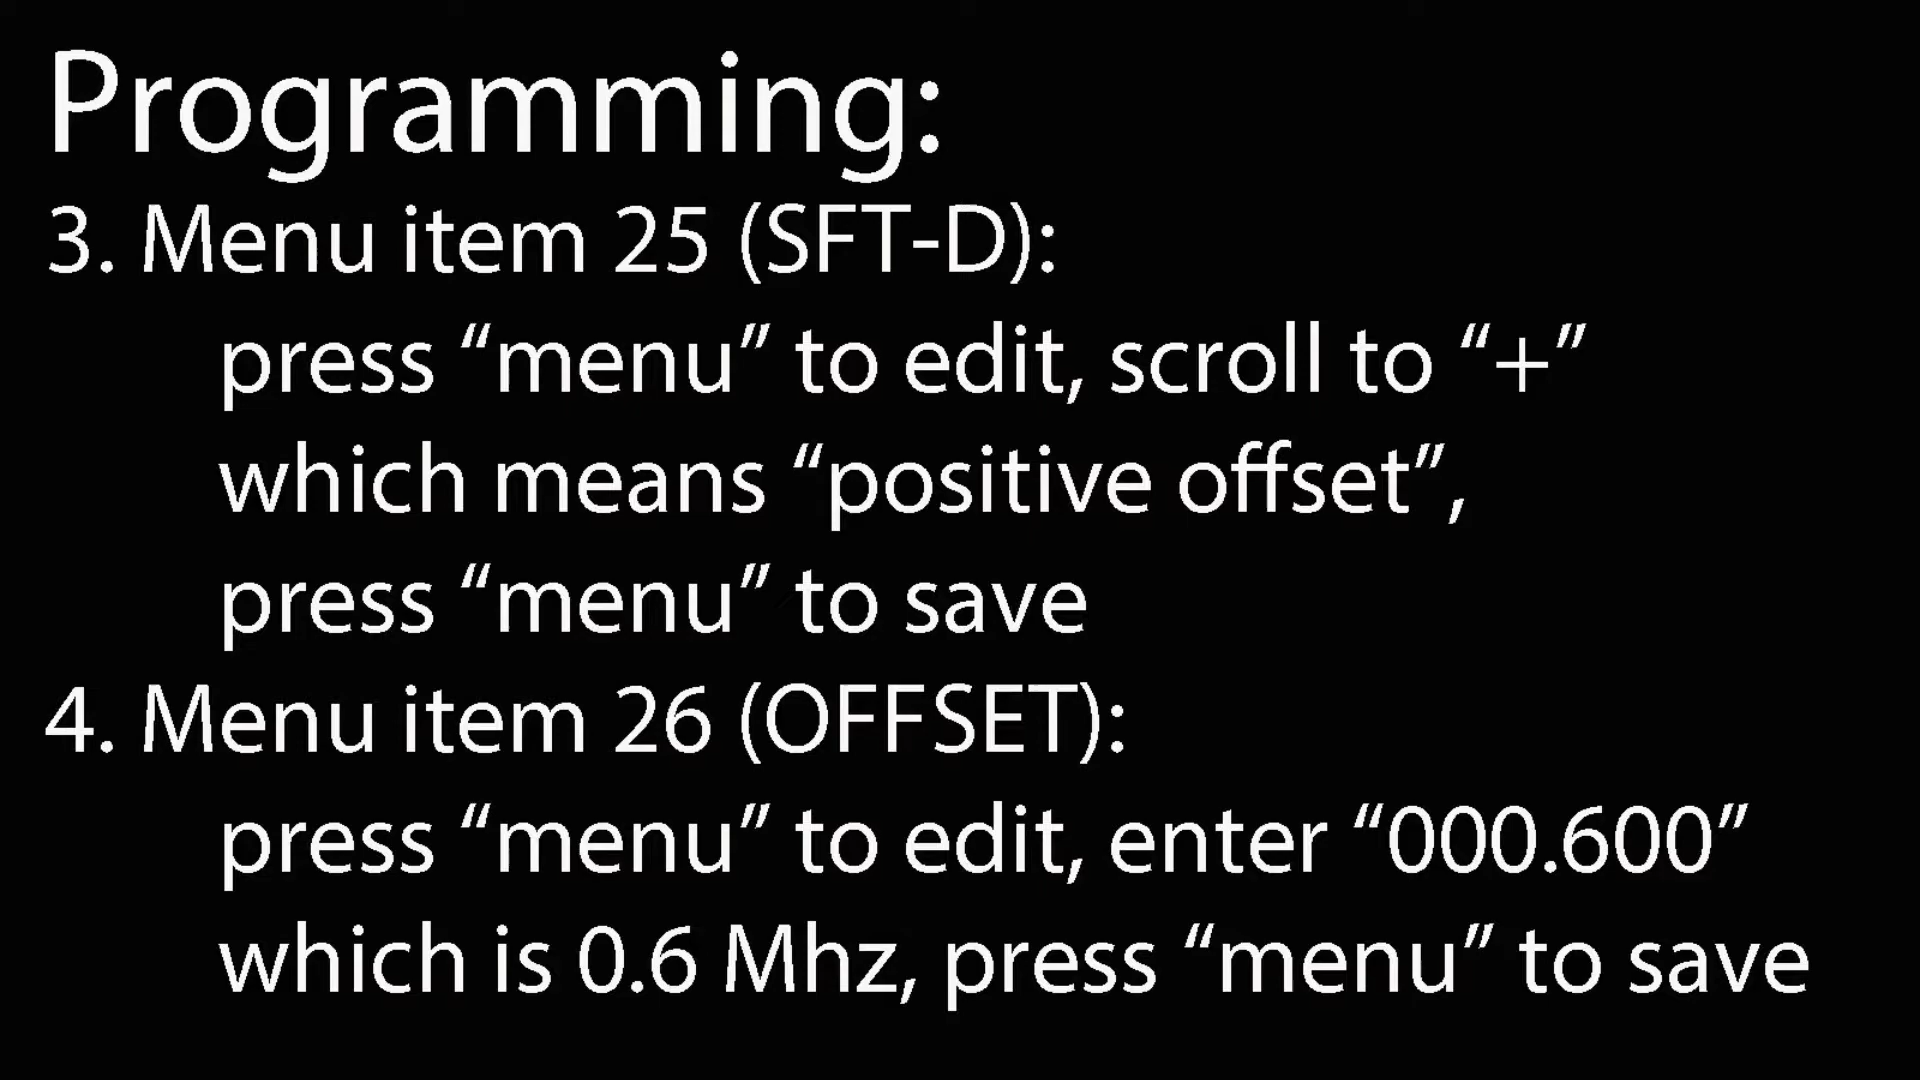 Programming:
3. Menu item 25 (SFT-D):
press “menu” to edit, scroll to “+”
which means “positive offset”,
press “menu” to save
4. Menu item 26 (OFFSET):
press “menu” to edit, enter “000.600”
which is 0.6 Mhz, press “menu” to save